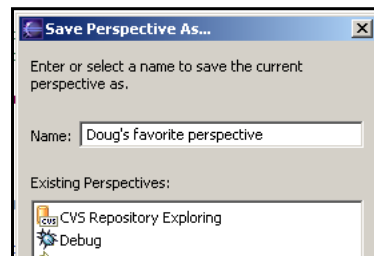 Save Perspective As...
Enter or select a name to save the current
perspective as.
Name: Doug's favorite perspective
Existing Perspectives:
CVS CVS Repository Exploring
Debug